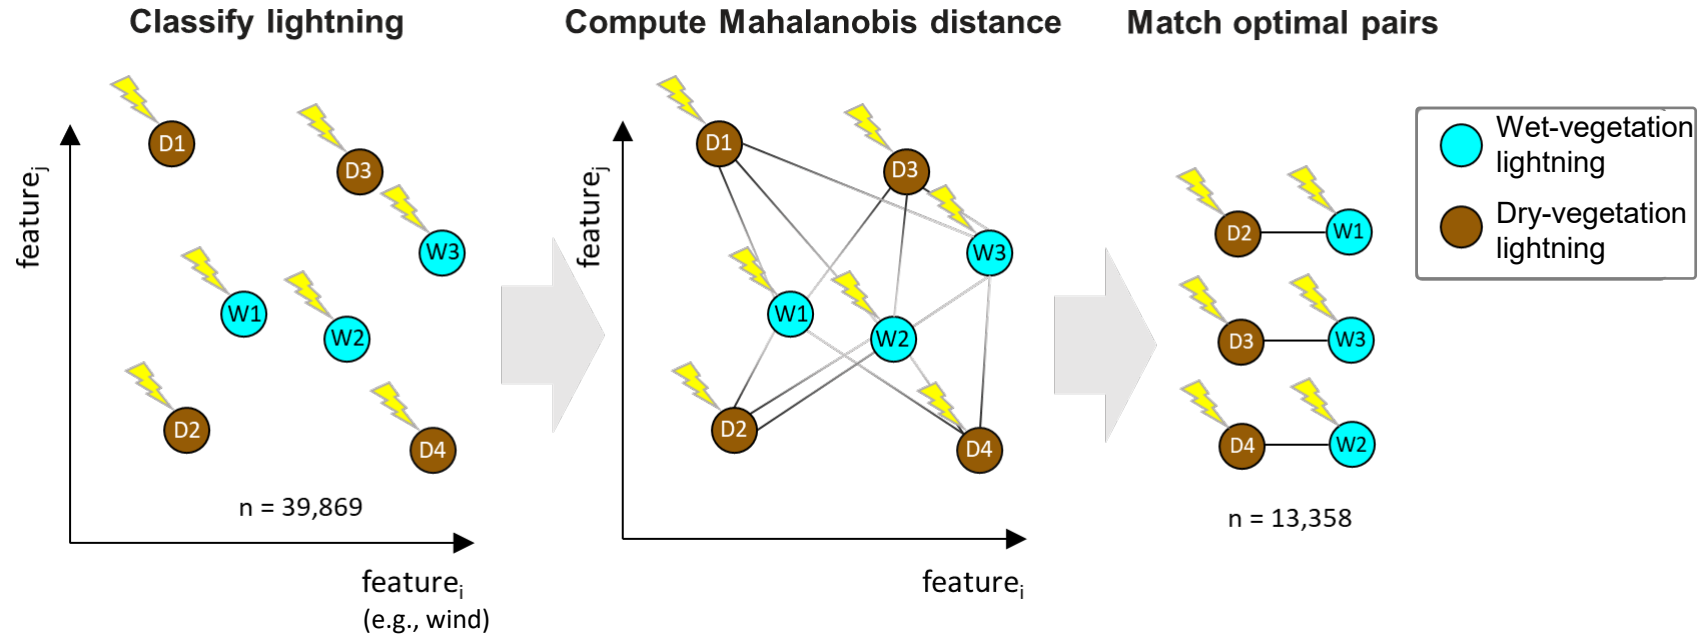 Classify lightning
D1
D3
W3
W1
W2
D2
D4
n = 39,869
featurej
featurei
(e.g., wind)
Compute Mahalanobis distance
D1
D3
W3
W1
W2
D2
D4
featurej
featurei
Match optimal pairs
D2 W1
D3 W3
D4 W2
n = 13,358
Wet-vegetation
lightning
Dry-vegetation
lightning